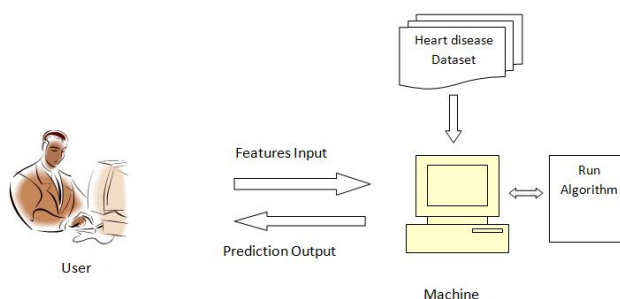 Heart disease
Dataset
Features Input
Run
Algorithm
Prediction Output
User
Machine